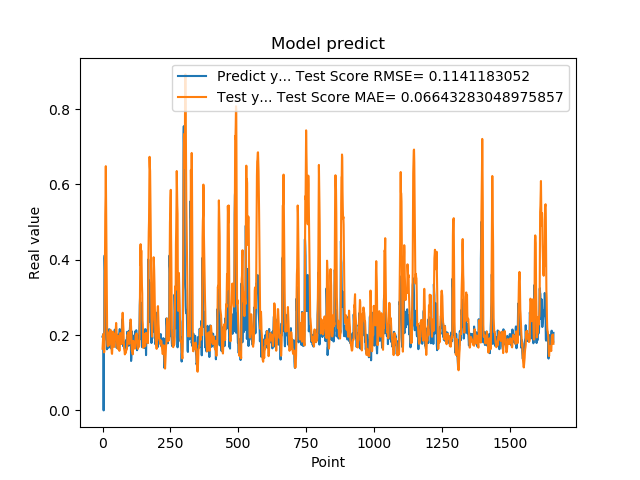 Model predict
Predict y... Test Score RMSE= 0.1141183052
Test y... Test Score MAE= 0.06643283048975857
Real value
0.8
0.6
0.4
0.2
0.0
0 250 500 750 1000 1250 1500
Point